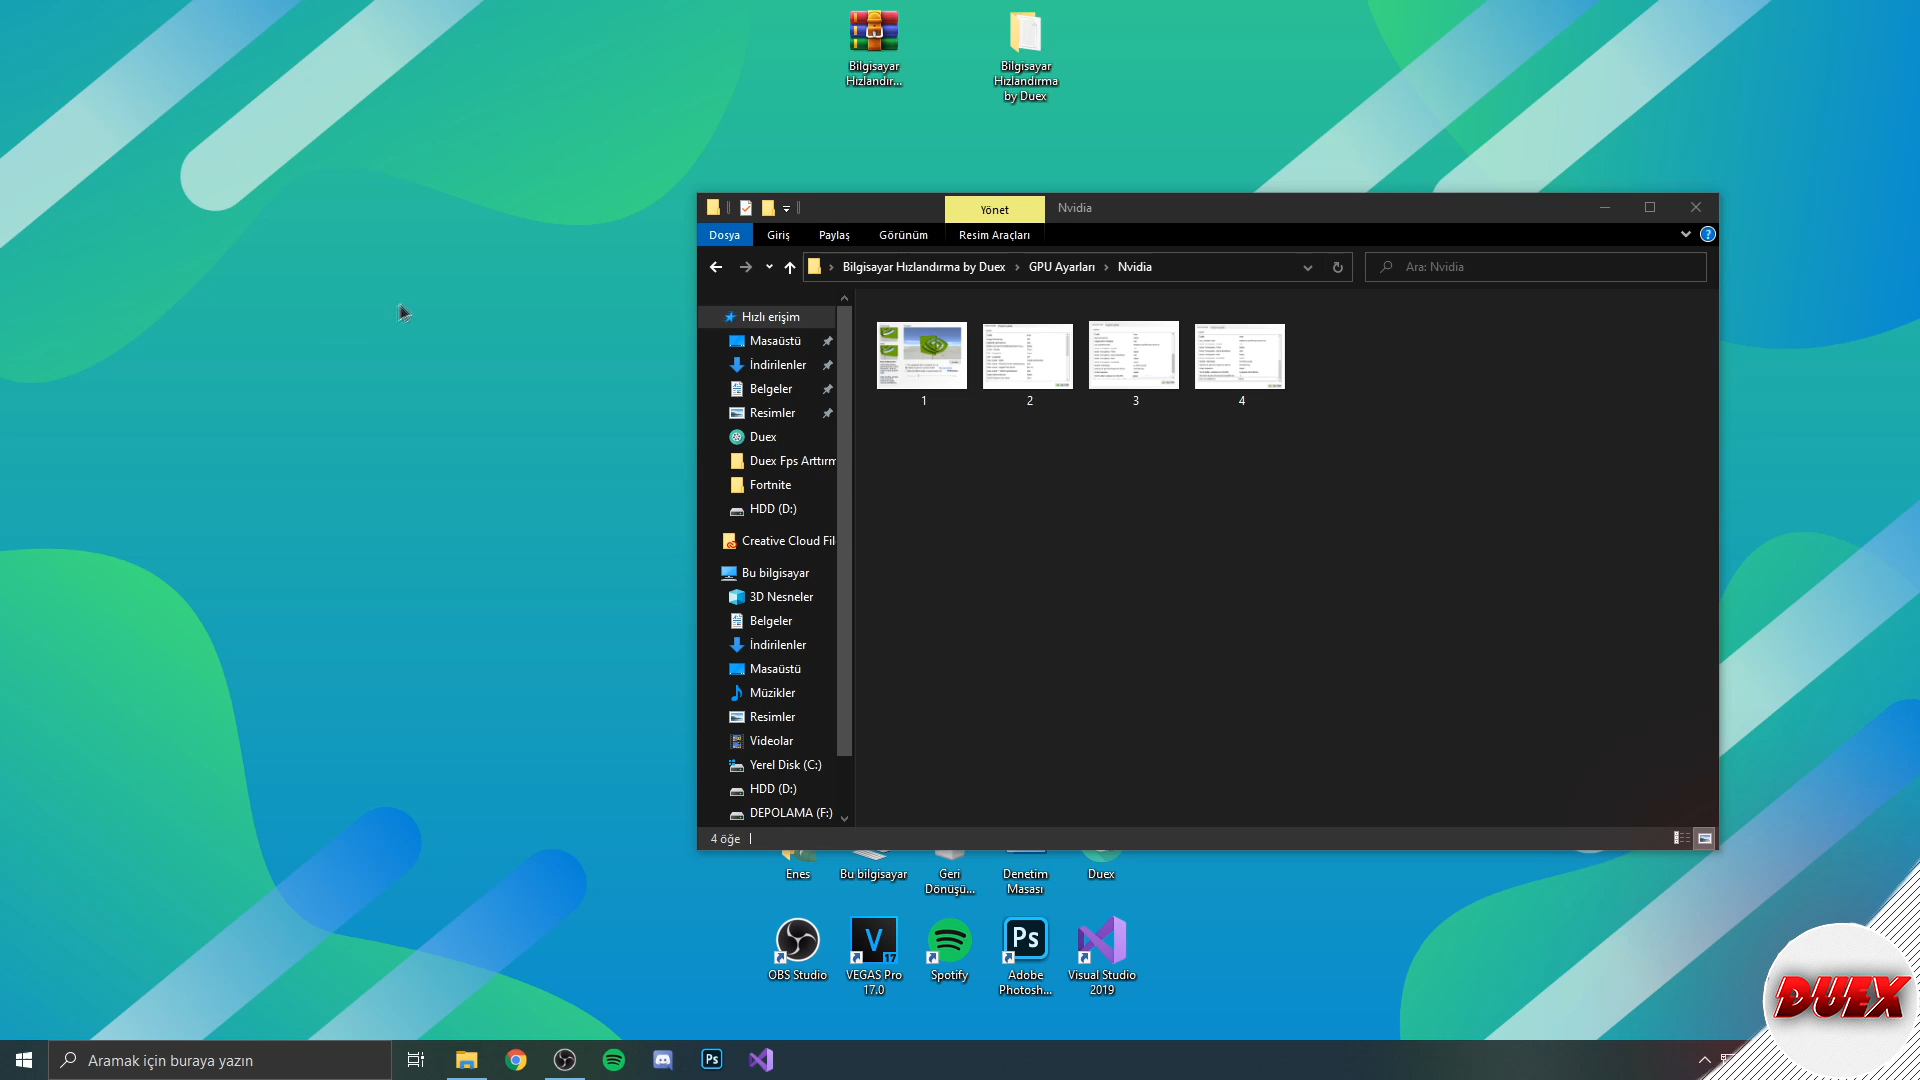 Bilgisayar
Hızlandır...
Bilgisayar
Hızlandırma
by Duex
Yönet
Nvidia
Dosya
Giriş
Paylaş
Görünüm
Resim Araçları
Bilgisayar Hızlandırma by Duex
GPU Ayarları
Nvidia
Ara: Nvidia
Hızlı erişim
Masaüstü
İndirilenler
Belgeler
Resimler
Duex
Duex Fps Arttırm
Fortnite
HDD (D:)
Creative Cloud Fil
Bu bilgisayar
3D Nesneler
Belgeler
İndirilenler
Masaüstü
Müzikler
Resimler
Videolar
Yerel Disk (C:)
HDD (D:)
DEPOLAMA (F:)
1
2
3
4
4 öğe
Enes
Bu bilgisayar
Geri
Dönüşü...
Denetim
Masası
Duex
OBS Studio
VEGAS Pro
17.0
Spotify
Adobe
Photosh...
Visual Studio
2019
DUEX
Aramak için buraya yazın